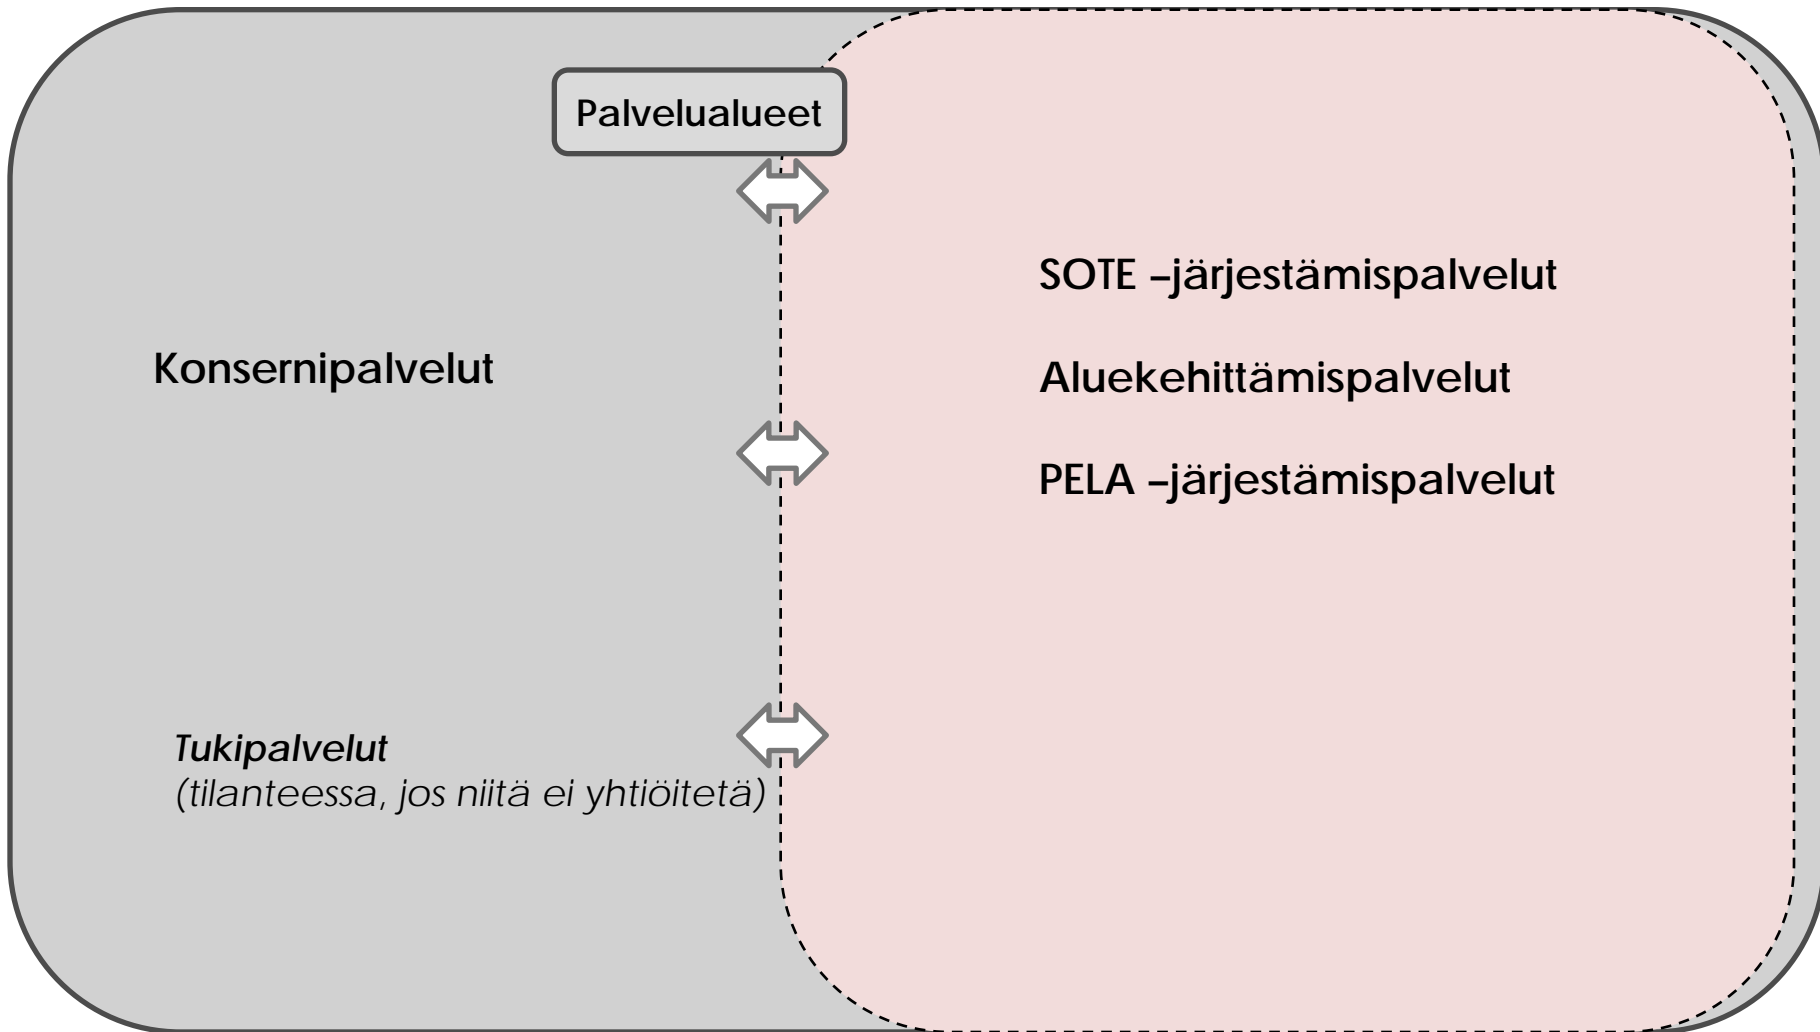 Palvelualueet
Konsernipalvelut
Tukipalvelut
(tilanteessa, jos niitä ei yhtiöitetä)
SOTE –järjestämispalvelut
Aluekehittämispalvelut
PELA –järjestämispalvelut